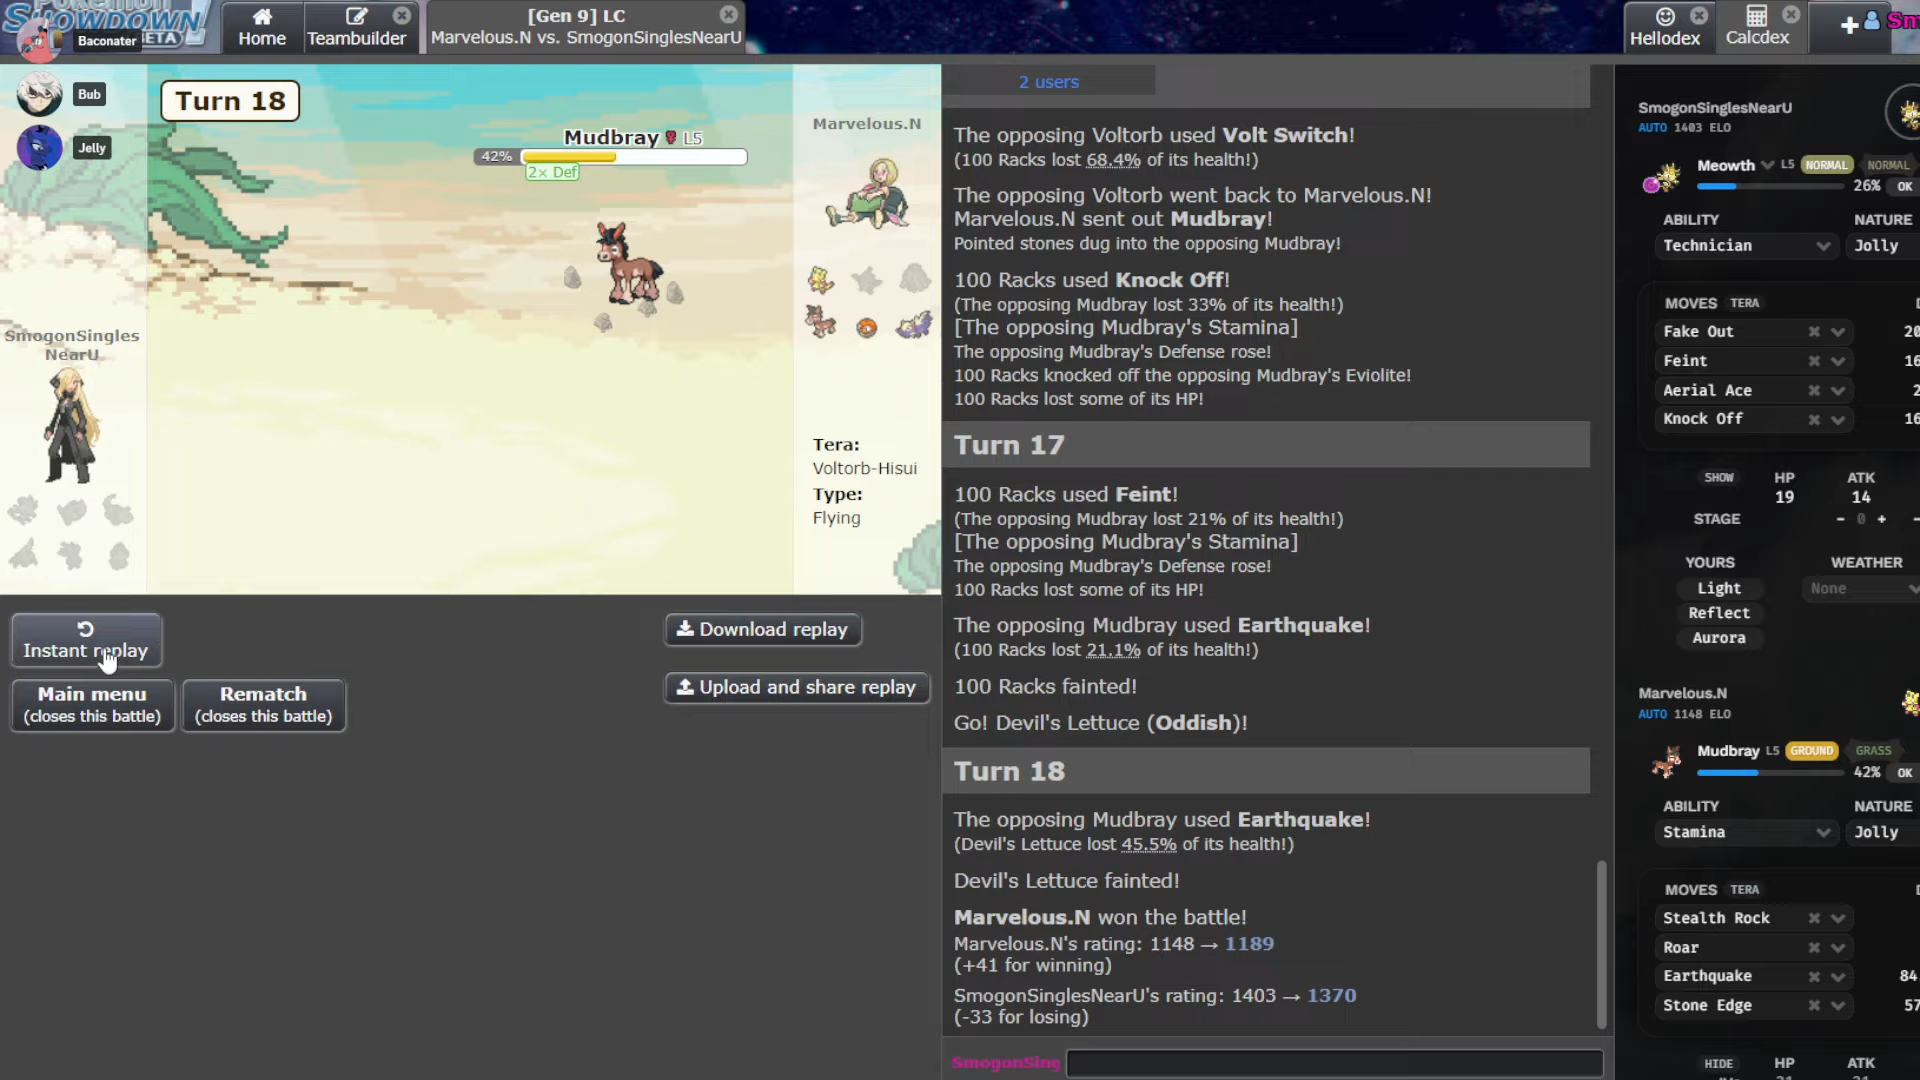 Pokémon
SHOWDOWN
BETA
Baconater
Home
Teambuilder
[Gen 9] LC
Marvelous.N vs. SmogonSinglesNearU
Hellodex
Calcdex
Sm
Bub
Jelly
Turn 18
Mudbray L5
42%
2× Def
Marvelous.N
SmogonSingles
NearU
Tera:
Voltorb-Hisui
Type:
Flying
Instant replay
Download replay
Main menu
(closes this battle)
Rematch
(closes this battle)
Upload and share replay
2 users
The opposing Voltorb used Volt Switch!
(100 Racks lost 68.4% of its health!)
The opposing Voltorb went back to Marvelous.N!
Marvelous.N sent out Mudbray!
Pointed stones dug into the opposing Mudbray!
100 Racks used Knock Off!
(The opposing Mudbray lost 33% of its health!)
[The opposing Mudbray's Stamina]
The opposing Mudbray's Defense rose!
100 Racks knocked off the opposing Mudbray's Eviolite!
100 Racks lost some of its HP!
Turn 17
100 Racks used Feint!
(The opposing Mudbray lost 21% of its health!)
[The opposing Mudbray's Stamina]
The opposing Mudbray's Defense rose!
100 Racks lost some of its HP!
The opposing Mudbray used Earthquake!
(100 Racks lost 21.1% of its health!)
100 Racks fainted!
Go! Devil's Lettuce (Oddish)!
Turn 18
The opposing Mudbray used Earthquake!
(Devil's Lettuce lost 45.5% of its health!)
Devil's Lettuce fainted!
Marvelous.N won the battle!
Marvelous.N's rating: 1148 → 1189
(+41 for winning)
SmogonSinglesNearU's rating: 1403 → 1370
(-33 for losing)
SmogonSing
SmogonSinglesNearU
AUTO 1403 ELO
Meowth L5 NORMAL NORMAL
26% OK
ABILITY NATURE
Technician Jolly
MOVES TERA
Fake Out 20
Feint 16
Aerial Ace 2
Knock Off 16
SHOW HP ATK
19 14
STAGE - 0 + -
YOURS WEATHER
Light None
Reflect
Aurora
Marvelous.N
AUTO 1148 ELO
Mudbray L5 GROUND GRASS
42% OK
ABILITY NATURE
Stamina Jolly
MOVES TERA
Stealth Rock
Roar
Earthquake 84
Stone Edge 57
HIDE HP ATK